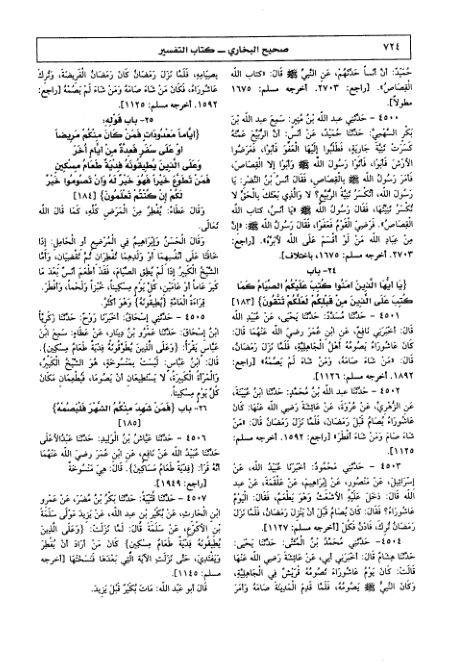 ٧٢٤
صحيح البخاري - كتاب التفسير
حُمَيْدٌ: أَنَّ أَنَساً حَدَّثَهُمْ، عَنِ النَّبِيِّ ﷺ قَالَ: «كِتَابُ اللَّهِ
الْقِصَاصُ». [راجع: ٢٧٠٣. أخرجه مسلم: ١٦٧٥
مطولاً].
٤٥٠٠ - حَدَّثَنِي عَبْدُ اللهِ بْنُ مُنِيرٍ: سَمِعَ عَبْدَ اللهِ بْنَ
بَكْرٍ السَّهْمِيَّ: حَدَّثَنَا حُمَيْدٌ، عَنْ أَنَسٍ: أَنَّ الرُّبَيِّعَ عَمَّتَهُ
كَسَرَتْ ثَنِيَّةَ جَارِيَةٍ، فَطَلَبُوا إِلَيْهَا الْعَفْوَ فَأَبَوْا، فَعَرَضُوا
الأَرْشَ فَأَبَوْا، فَأَتَوْا رَسُولَ اللهِ ﷺ وَأَبَوْا إِلا الْقِصَاصَ،
فَأَمَرَ رَسُولُ اللهِ ﷺ بِالْقِصَاصِ، فَقَالَ أَنَسُ بْنُ النَّضْرِ: يَا
رَسُولَ اللهِ، أَتُكْسَرُ ثَنِيَّةُ الرُّبَيِّعِ؟ لا وَالَّذِي بَعَثَكَ بِالْحَقِّ لا
تُكْسَرُ ثَنِيَّتُهَا، فَقَالَ رَسُولُ اللهِ ﷺ «يَا أَنَسُ، كِتَابُ اللهِ
الْقِصَاصُ». فَرَضِيَ الْقَوْمُ فَعَفَوْا، فَقَالَ رَسُولُ اللهِ ﷺ: «إِنَّ
مِنْ عِبَادِ اللهِ مَنْ لَوْ أَقْسَمَ عَلَى اللهِ لأَبَرَّهُ». [راجع:
٢٧٠٣. أخرجه مسلم: ١٦٧٥، باختلاف].
٢٤- باب
{يَا أَيُّهَا الَّذِينَ آمَنُوا كُتِبَ عَلَيْكُمُ الصِّيَامُ كَمَا
كُتِبَ عَلَى الَّذِينَ مِنْ قَبْلِكُمْ لَعَلَّكُمْ تَتَّقُونَ} [١٨٣]
٤٥٠١ - حَدَّثَنَا مُسَدَّدٌ: حَدَّثَنَا يَحْيَى، عَنْ عُبَيْدِ اللهِ
قَالَ: أَخْبَرَنِي نَافِعٌ، عَنِ ابْنِ عُمَرَ رَضِيَ اللهُ عَنْهُمَا قَالَ:
كَانَ عَاشُورَاءُ يَصُومُهُ أَهْلُ الْجَاهِلِيَّةِ، فَلَمَّا نَزَلَ رَمَضَانُ
قَالَ: «مَنْ شَاءَ صَامَهُ، وَمَنْ شَاءَ لَمْ يَصُمْهُ» [راجع:
١٨٩٢. أخرجه مسلم: ١١٢٦].
٤٥٠٢ - حَدَّثَنَا عبد الله بْنُ مُحَمَّدٍ: حَدَّثَنَا ابْنُ عُيَيْنَةَ،
عَنِ الزُّهْرِيِّ، عَنْ عُرْوَةَ، عَنْ عَائِشَةَ رَضِيَ اللهُ عَنْهَا: كَانَ
عَاشُورَاءُ يُصَامُ قَبْلَ رَمَضَانَ، فَلَمَّا نَزَلَ رَمَضَانُ قَالَ: «مَنْ
شَاءَ صَامَ وَمَنْ شَاءَ أَفْطَرَ» [راجع: ١٥٩٢. أخرجه مسلم:
١١٢٥].
٤٥٠٣ - حَدَّثَنِي مَحْمُودٌ: أَخْبَرَنَا عُبَيْدُ اللهِ، عَنْ
إِسْرَائِيلَ، عَنْ مَنْصُورٍ، عَنْ إِبْرَاهِيمَ، عَنْ عَلْقَمَةَ، عَنْ عَبْدِ
اللهِ قَالَ: دَخَلَ عَلَيْهِ الأَشْعَثُ وَهْوَ يَطْعَمُ، فَقَالَ: الْيَوْمُ
عَاشُورَاءُ؟ فَقَالَ: كَانَ يُصَامُ قَبْلَ أَنْ يَنْزِلَ رَمَضَانُ، فَلَمَّا نَزَلَ
رَمَضَانُ تُرِكَ، فَادْنُ فَكُلْ [أخرجه مسلم: ١١٢٧].
٤٥٠٤ - حَدَّثَنِي مُحَمَّدُ بْنُ الْمُثَنَّى: حَدَّثَنَا يَحْيَى:
حَدَّثَنَا هِشَامٌ قَالَ: أَخْبَرَنِي أَبِي، عَنْ عَائِشَةَ رَضِيَ اللهُ عَنْهَا
قَالَتْ: كَانَ يَوْمُ عَاشُورَاءَ تَصُومُهُ قُرَيْشٌ فِي الْجَاهِلِيَّةِ،
وَكَانَ النَّبِيُّ ﷺ يَصُومُهُ، فَلَمَّا قَدِمَ الْمَدِينَةَ صَامَهُ وَأَمَرَ
بِصِيَامِهِ، فَلَمَّا نَزَلَ رَمَضَانُ كَانَ رَمَضَانُ الْفَرِيضَةَ، وَتُرِكَ
عَاشُورَاءُ، فَكَانَ مَنْ شَاءَ صَامَهُ وَمَنْ شَاءَ لَمْ يَصُمْهُ [راجع:
١٥٩٢. أخرجه مسلم: ١١٢٥].
٢٥- باب قَوْلِهِ:
{أَيَّاماً مَعْدُودَاتٍ فَمَنْ كَانَ مِنْكُمْ مَرِيضاً
أَوْ عَلَى سَفَرٍ فَعِدَّةٌ مِنْ أَيَّامٍ أُخَرَ
وَعَلَى الَّذِينَ يُطِيقُونَهُ فِدْيَةٌ طَعَامُ مِسْكِينٍ
فَمَنْ تَطَوَّعَ خَيْراً فَهُوَ خَيْرٌ لَهُ وَأَنْ تَصُومُوا خَيْرٌ
لَكُمْ إِنْ كُنْتُمْ تَعْلَمُونَ} [١٨٤]
وَقَالَ عَطَاءٌ: يُفْطِرُ مِنَ الْمَرَضِ كُلِّهِ، كَمَا قَالَ اللهُ
تَعَالَى.
وَقَالَ الْحَسَنُ وَإِبْرَاهِيمُ فِي الْمُرْضِعِ أَوِ الْحَامِلِ: إِذَا
خَافَتَا عَلَى أَنْفُسِهِمَا أَوْ وَلَدِهِمَا تُفْطِرَانِ ثُمَّ تَقْضِيَانِ، وَأَمَّا
الشَّيْخُ الْكَبِيرُ إِذَا لَمْ يُطِقِ الصِّيَامَ، فَقَدْ أَطْعَمَ أَنَسٌ بَعْدَ مَا
كَبِرَ عَاماً أَوْ عَامَيْنِ، كُلَّ يَوْمٍ مِسْكِيناً، خُبْزاً وَلَحْماً، وَأَفْطَرَ.
قِرَاءَةُ الْعَامَّةِ {يُطِيقُونَهُ} وَهْوَ أَكْثَرُ.
٤٥٠٥ - حَدَّثَنِي إِسْحَاقُ: أَخْبَرَنَا رَوْحٌ: حَدَّثَنَا زَكَرِيَّاءُ
ابْنُ إِسْحَاقَ: حَدَّثَنَا عَمْرُو بْنُ دِينَارٍ، عَنْ عَطَاءٍ: سَمِعَ ابْنَ
عَبَّاسٍ يَقْرَأُ: {وَعَلَى الَّذِينَ يُطَوَّقُونَهُ فِدْيَةٌ طَعَامُ مِسْكِينٍ}.
قَالَ ابْنُ عَبَّاسٍ: لَيْسَتْ بِمَنْسُوخَةٍ، هُوَ الشَّيْخُ الْكَبِيرُ،
وَالْمَرْأَةُ الْكَبِيرَةُ، لا يَسْتَطِيعَانِ أَنْ يَصُومَا، فَيُطْعِمَانِ مَكَانَ
كُلِّ يَوْمٍ مِسْكِيناً.
٢٦- باب {فَمَنْ شَهِدَ مِنْكُمُ الشَّهْرَ فَلْيَصُمْهُ}
[١٨٥]
٤٥٠٦ - حَدَّثَنَا عَيَّاشُ بْنُ الْوَلِيدِ: حَدَّثَنَا عَبْدُالأَعْلَى
حَدَّثَنَا عُبَيْدُ اللهِ، عَنْ نَافِعٍ، عَنِ ابْنِ عُمَرَ رَضِيَ اللهُ عَنْهُمَا
أَنَّهُ قَرَأَ: {فِدْيَةُ طَعَامِ مَسَاكِينَ}. قَالَ: هِيَ مَنْسُوخَةٌ
[راجع: ١٩٤٩].
٤٥٠٧ - حَدَّثَنَا قُتَيْبَةُ: حَدَّثَنَا بَكْرُ بْنُ مُضَرَ، عَنْ عَمْرِو
ابْنِ الْحَارِثِ، عَنْ بُكَيْرِ بْنِ عَبْدِ اللهِ، عَنْ يَزِيدَ مَوْلَى سَلَمَةَ
بْنِ الأَكْوَعِ، عَنْ سَلَمَةَ قَالَ: لَمَّا نَزَلَتْ: {وَعَلَى الَّذِينَ
يُطِيقُونَهُ فِدْيَةٌ طَعَامُ مِسْكِينٍ} كَانَ مَنْ أَرَادَ أَنْ يُفْطِرَ
وَيَفْتَدِيَ، حَتَّى نَزَلَتِ الآيَةُ الَّتِي بَعْدَهَا فَنَسَخَتْهَا [أخرجه
مسلم: ١١٤٥].
قَالَ أَبو عَبْد اللهِ: مَاتَ بُكَيْرٌ قَبْلَ يَزِيدَ.